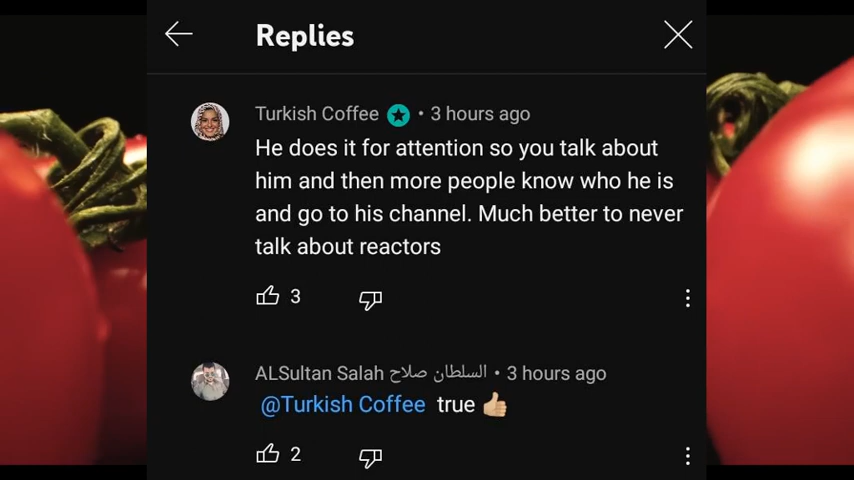 Replies
Turkish Coffee • 3 hours ago
He does it for attention so you talk about
him and then more people know who he is
and go to his channel. Much better to never
talk about reactors
3
ALSultan Salah السلطان صلاح • 3 hours ago
@Turkish Coffee true 👍🏼
2